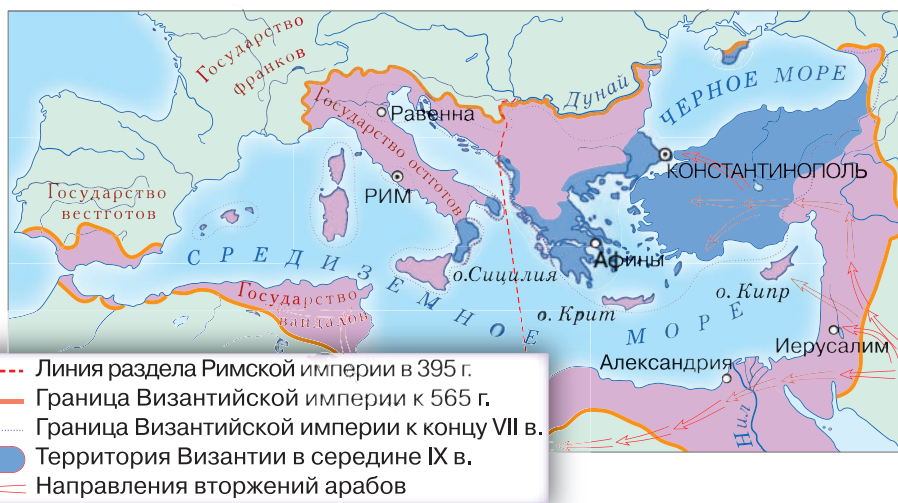 Государство
франков
Дунай
ЧЕРНОЕ МОРЕ
Государство
остготов
Равенна
КОНСТАНТИНОПОЛЬ
РИМ
Государство
вестготов
СРЕДИЗЕМНОЕ МОРЕ
о.Сицилия
Афины
о. Крит
о. Кипр
Государство
вандалов
Александрия
Иерусалим
Нил
Линия раздела Римской империи в 395 г.
Граница Византийской империи к 565 г.
Граница Византийской империи к концу VII в.
Территория Византии в середине IX в.
Направления вторжений арабов